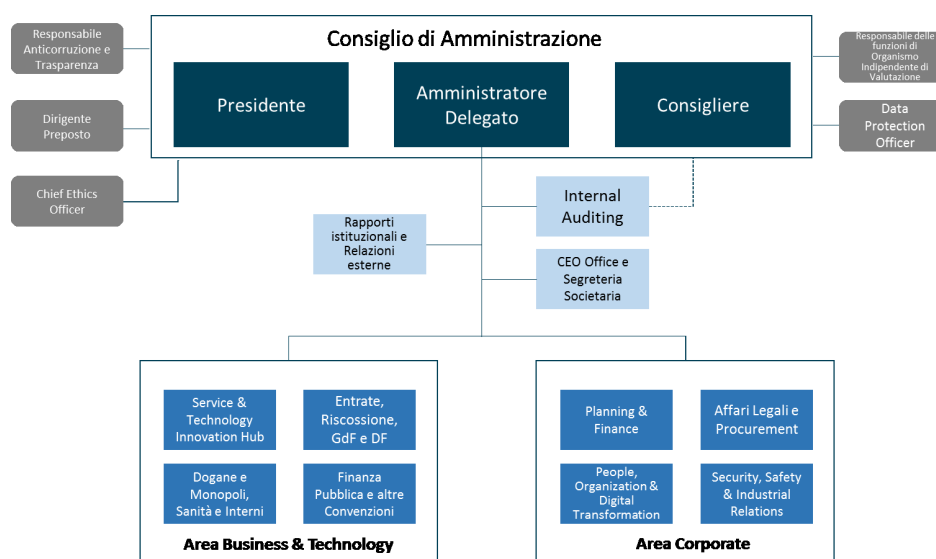 Consiglio di Amministrazione
Responsabile
Anticorruzione e
Trasparenza
Responsabile delle
funzioni di
Organismo
Indipendente di
Valutazione
Presidente
Amministratore
Delegato
Consigliere
Dirigente
Preposto
Data
Protection
Officer
Chief Ethics
Officer
Internal
Auditing
Rapporti
istituzionali e
Relazioni
esterne
CEO Office e
Segreteria
Societaria
Service &
Technology
Innovation Hub
Entrate,
Riscossione,
GdF e DF
Dogane e
Monopoli,
Sanità e Interni
Finanza
Pubblica e altre
Convenzioni
Area Business & Technology
Planning &
Finance
Affari Legali e
Procurement
People,
Organization &
Digital
Transformation
Security, Safety
& Industrial
Relations
Area Corporate